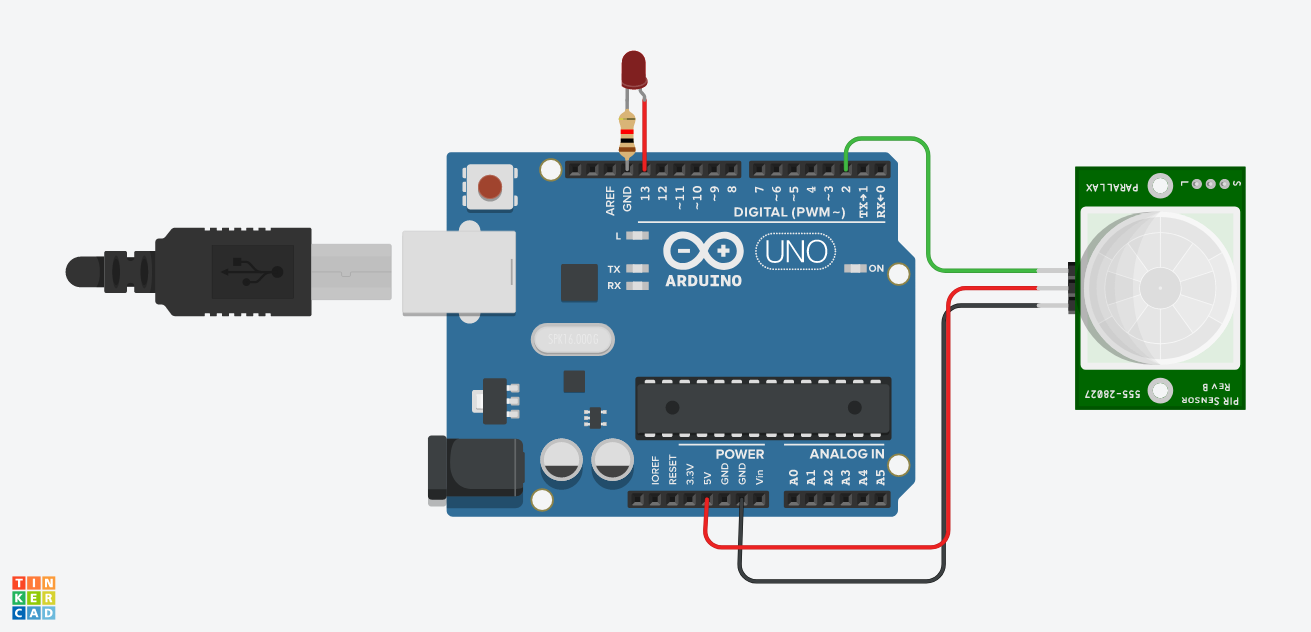 PARALLAX
L
S
AREF
GND
13
12
~11
~10
~9
8
7
~6
~5
4
~3
2
TX→1
RX←0
DIGITAL (PWM~)
L
TX
RX
UNO
ARDUINO
ON
SPK16.000G
555-28027
REV B
PIR SENSOR
POWER
ANALOG IN
IOREF
RESET
3.3V
5V
GND
GND
Vin
A0
A1
A2
A3
A4
A5
TIN
KER
CAD